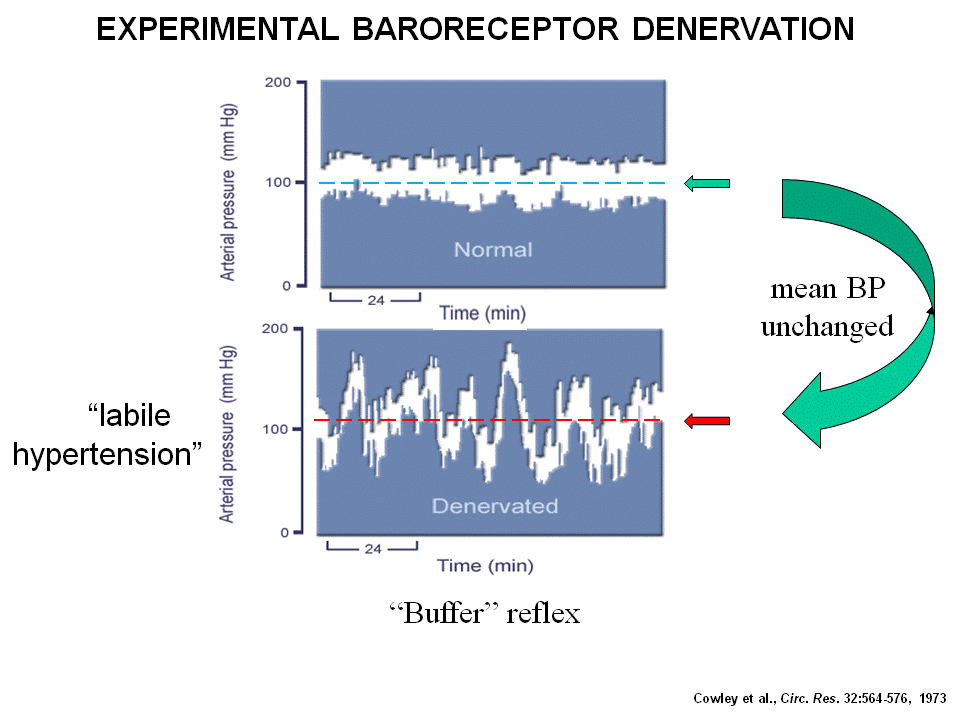 EXPERIMENTAL BARORECEPTOR DENERVATION
Arterial pressure (mm Hg)
200
100
0
Normal
24
Time (min)
mean BP
unchanged
“labile
hypertension”
Arterial pressure (mm Hg)
200
100
0
Denervated
24
Time (min)
“Buffer” reflex
Cowley et al., Circ. Res. 32:564-576, 1973